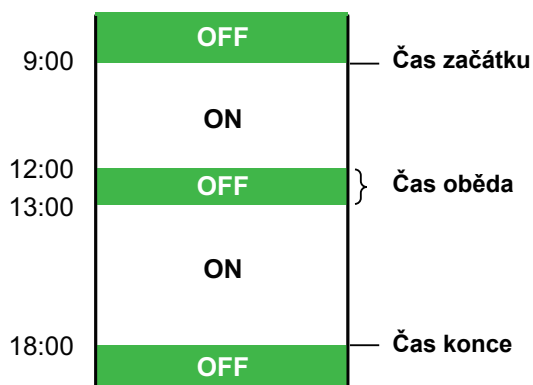 OFF
9:00
Čas začátku
ON
12:00
OFF
Čas oběda
13:00
ON
18:00
Čas konce
OFF